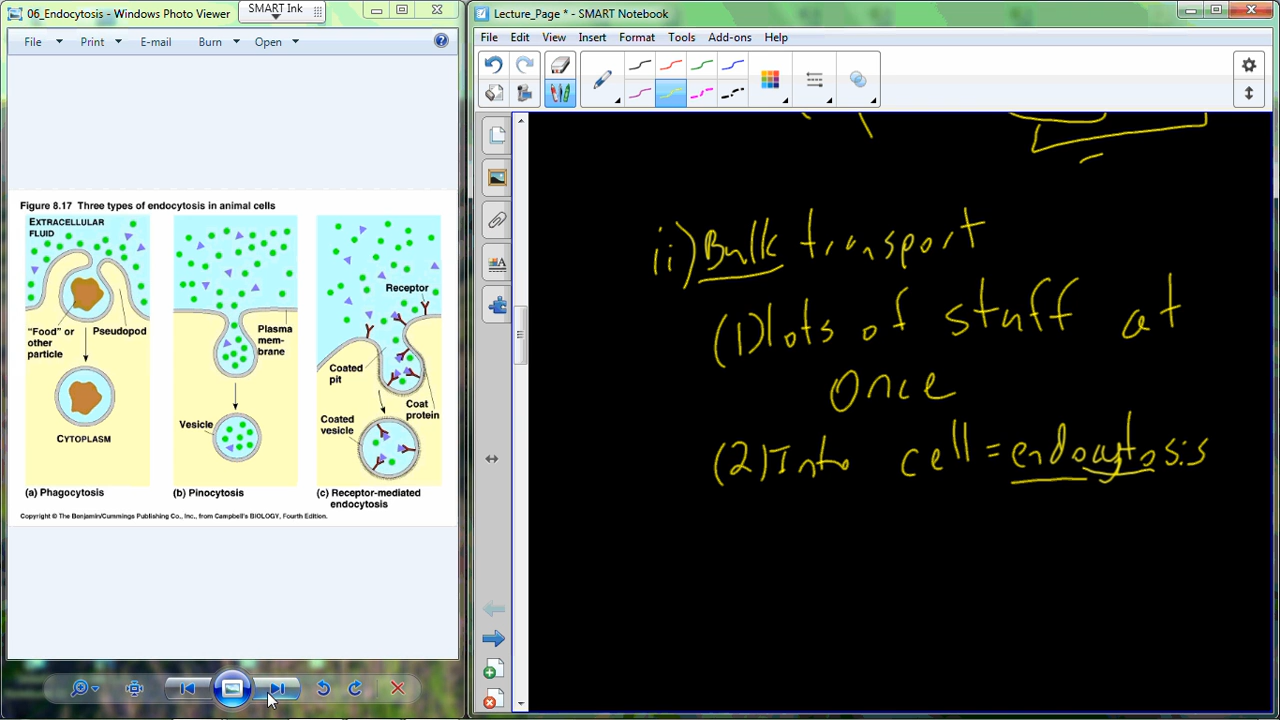 06_Endocytosis - Windows Photo Viewer
SMART Ink
File Print E-mail Burn Open
Figure 8.17 Three types of endocytosis in animal cells
EXTRACELLULAR
FLUID
"Food" or
other
particle
Pseudopod
CYTOPLASM
(a) Phagocytosis
Plasma
mem-
brane
Vesicle
(b) Pinocytosis
Receptor
Coated
pit
Coat
protein
Coated
vesicle
(c) Receptor-mediated
endocytosis
Copyright © The Benjamin/Cummings Publishing Co., Inc., from Campbell's BIOLOGY, Fourth Edition.
Lecture_Page * - SMART Notebook
File Edit View Insert Format Tools Add-ons Help
ii) Bulk transport
(1) lots of stuff at
once
(2) Into cell = endocytosis